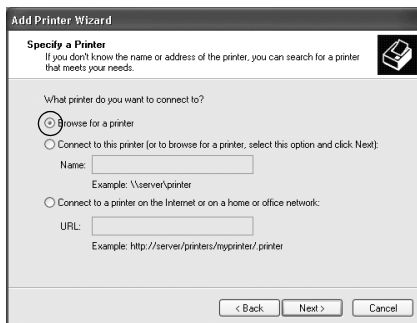 Add Printer Wizard
Specify a Printer
If you don't know the name or address of the printer, you can search for a printer
that meets your needs.
What printer do you want to connect to?
Browse for a printer
Connect to this printer (or to browse for a printer, select this option and click Next):
Name:
Example: \\server\printer
Connect to a printer on the Internet or on a home or office network:
URL:
Example: http://server/printers/myprinter/.printer
< Back Next > Cancel